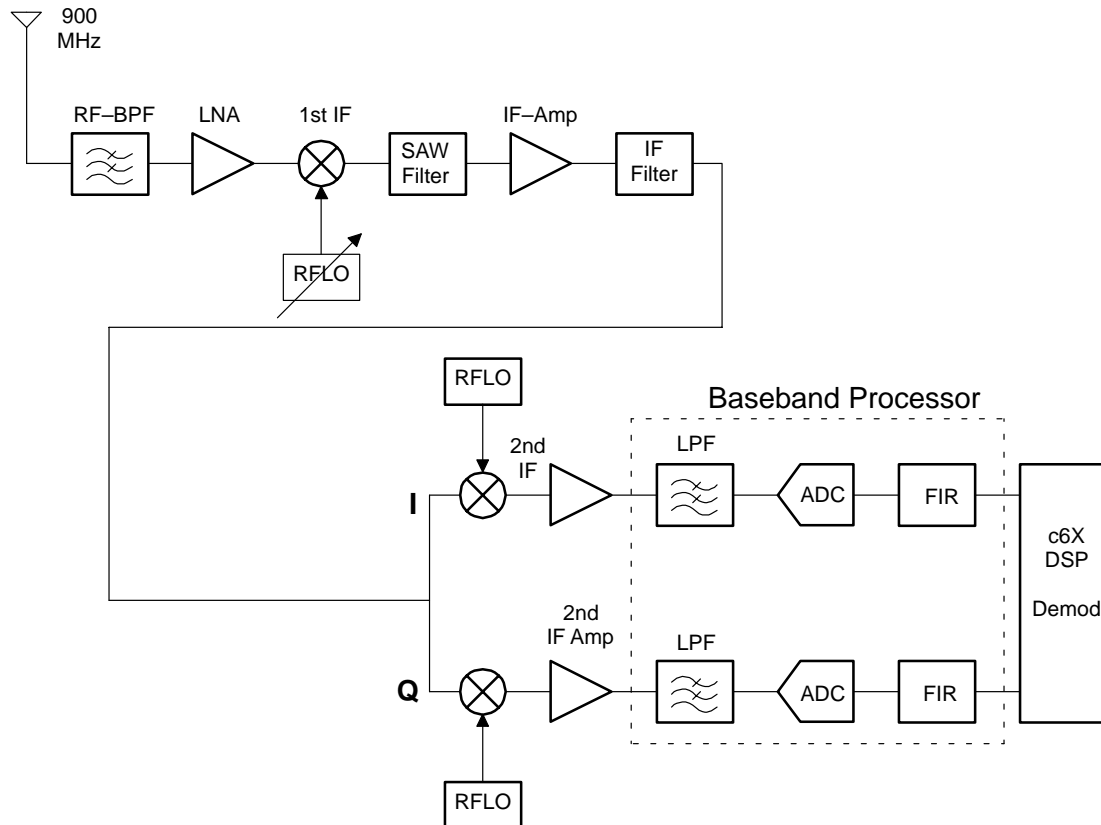 900
MHz
RF–BPF
LNA
1st IF
IF–Amp
SAW
Filter
IF
Filter
RFLO
RFLO
Baseband Processor
2nd
IF
LPF
I
ADC
FIR
c6X
DSP
Demod
2nd
IF Amp
LPF
Q
ADC
FIR
RFLO